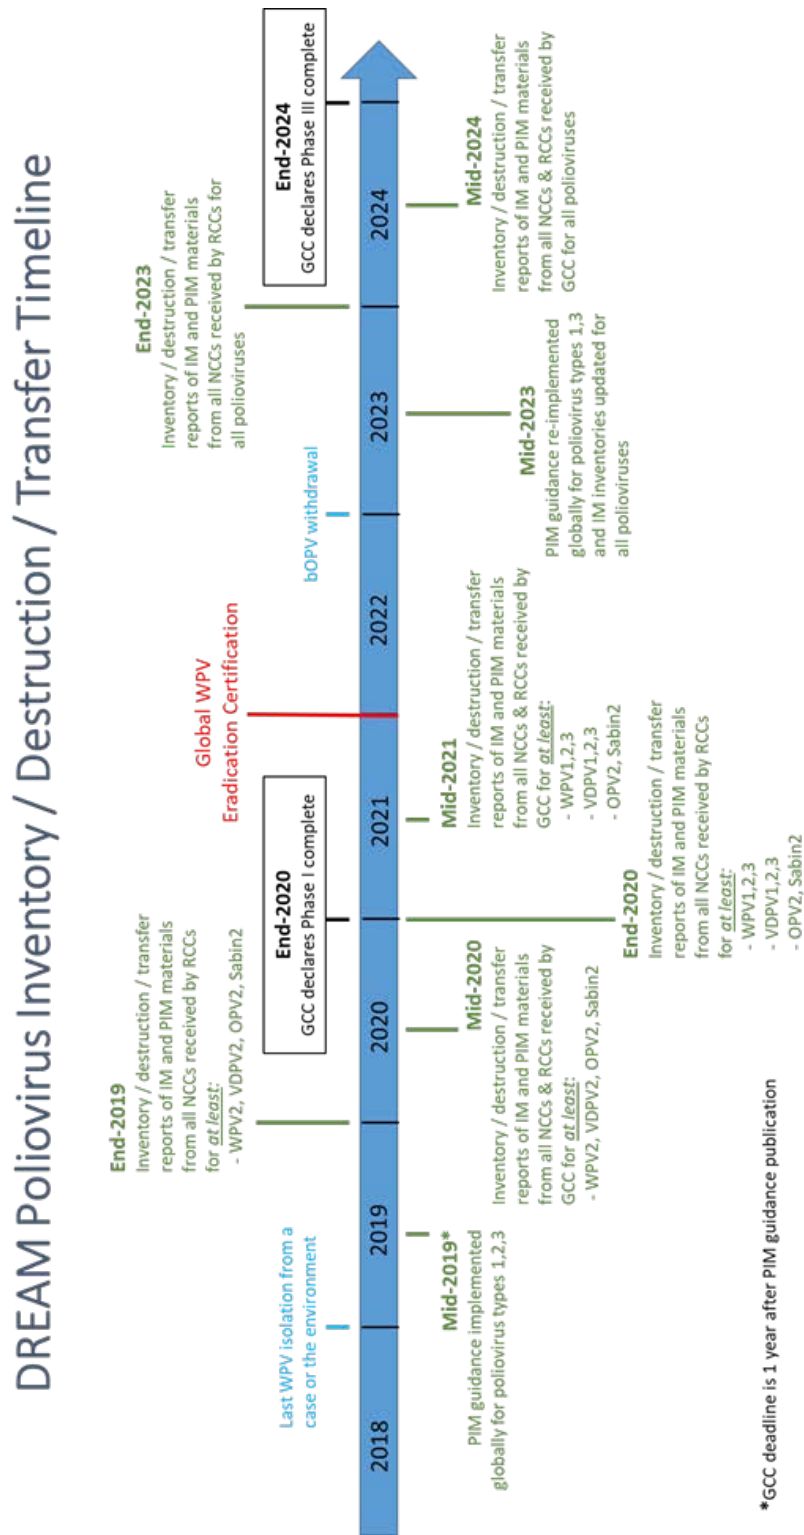 DREAM Poliovirus Inventory / Destruction / Transfer Timeline
Last WPV isolation from a
case or the environment
End-2019
Inventory / destruction / transfer
reports of IM and PIM materials
from all NCCs received by RCCs
for at least:
- WPV2, VDPV2, OPV2, Sabin2
End-2020
GCC declares Phase I complete
Global WPV
Eradication Certification
bOPV withdrawal
End-2023
Inventory / destruction / transfer
reports of IM and PIM materials
from all NCCs received by RCCs for
all polioviruses
End-2024
GCC declares Phase III complete
2018
2019
2020
2021
2022
2023
2024
Mid-2019*
PIM guidance implemented
globally for poliovirus types 1,2,3
Mid-2020
Inventory / destruction / transfer
reports of IM and PIM materials
from all NCCs & RCCs received by
GCC for at least:
- WPV2, VDPV2, OPV2, Sabin2
End-2020
Inventory / destruction / transfer
reports of IM and PIM materials
from all NCCs received by RCCs
for at least:
- WPV1,2,3
- VDPV1,2,3
- OPV2, Sabin2
Mid-2021
Inventory / destruction / transfer
reports of IM and PIM materials
from all NCCs & RCCs received by
GCC for at least:
- WPV1,2,3
- VDPV1,2,3
- OPV2, Sabin2
Mid-2023
PIM guidance re-implemented
globally for poliovirus types 1,3
and IM inventories updated for
all polioviruses
Mid-2024
Inventory / destruction / transfer
reports of IM and PIM materials
from all NCCs & RCCs received by
GCC for all polioviruses
*GCC deadline is 1 year after PIM guidance publication